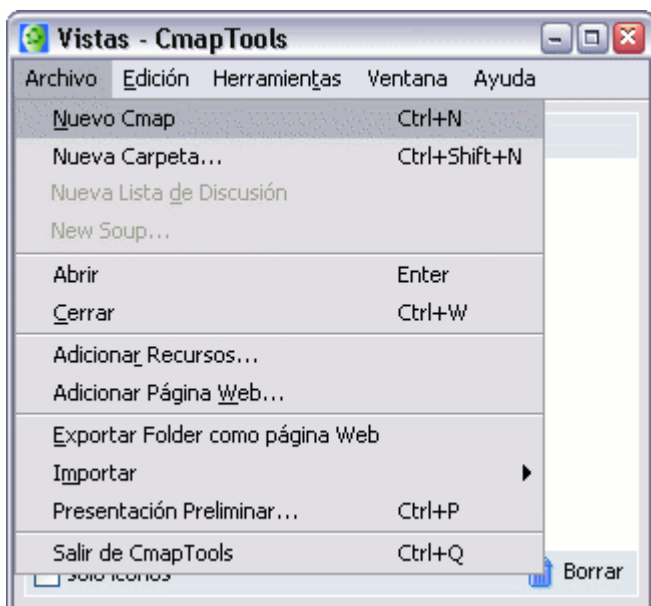 Vistas - CmapTools
Archivo Edición Herramientas Ventana Ayuda
Nuevo Cmap Ctrl+N
Nueva Carpeta... Ctrl+Shift+N
Nueva Lista de Discusión
New Soup...
Abrir Enter
Cerrar Ctrl+W
Adicionar Recursos...
Adicionar Página Web...
Exportar Folder como página Web
Importar
Presentación Preliminar... Ctrl+P
Salir de CmapTools Ctrl+Q
Borrar